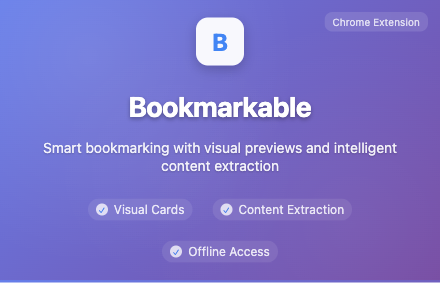 Chrome Extension
B
Bookmarkable
Smart bookmarking with visual previews and intelligent
content extraction
Visual Cards
Content Extraction
Offline Access